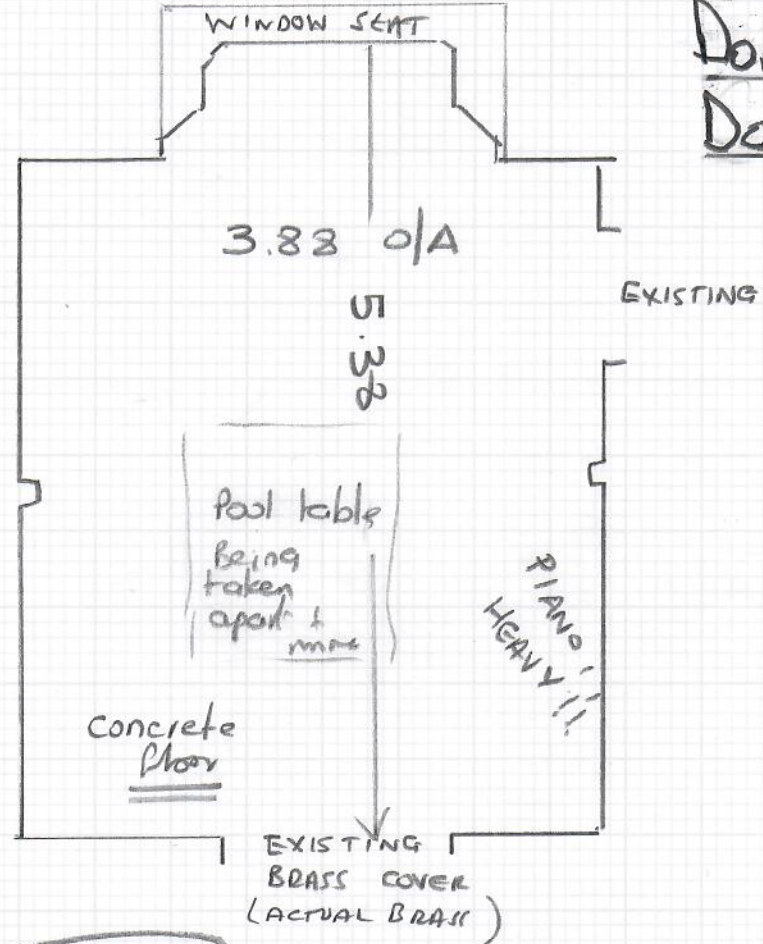 WINDOW SEAT
3.88 O/A
5.38
EXISTING
Pool table
Being
taken
apart +
PIANO!!
HEAVY!!
Concrete
floor
EXISTING
BRASS COVER
(ACTUAL BRASS)